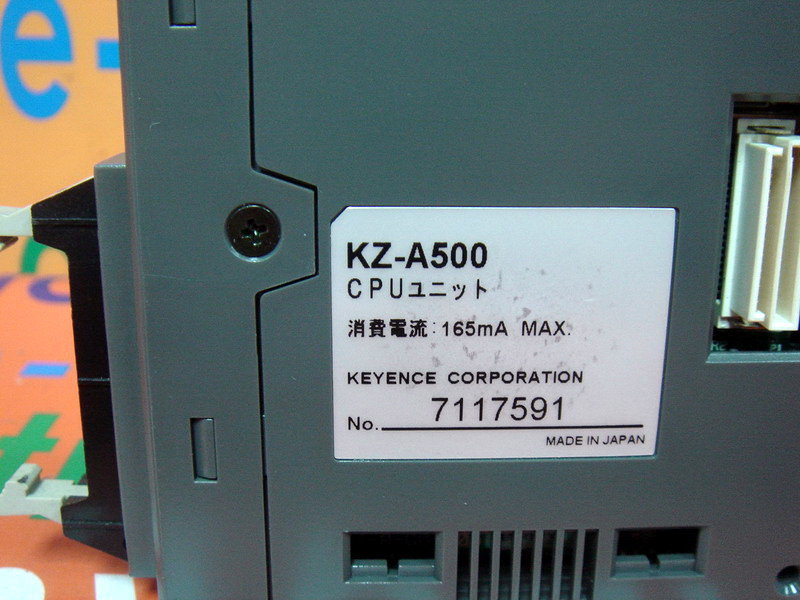 KZ-A500
CPUユニット
消費電流:165mA MAX.
KEYENCE CORPORATION
No. 7117591
MADE IN JAPAN
e-